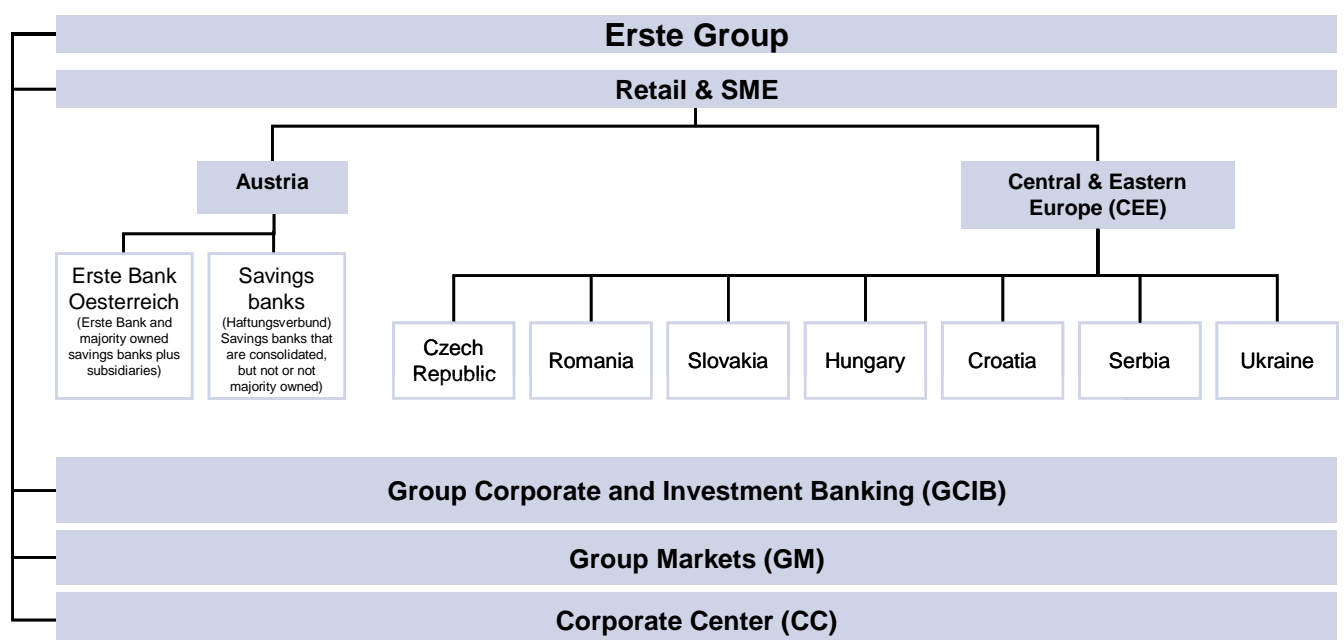 Erste Group
Retail & SME
Austria
Central & Eastern
Europe (CEE)
Erste Bank
Oesterreich
(Erste Bank and
majority owned
savings banks plus
subsidiaries)
Savings
banks
(Haftungsverbund)
Savings banks that
are consolidated,
but not or not
majority owned)
Czech
Republic
Romania
Slovakia
Hungary
Croatia
Serbia
Ukraine
Group Corporate and Investment Banking (GCIB)
Group Markets (GM)
Corporate Center (CC)